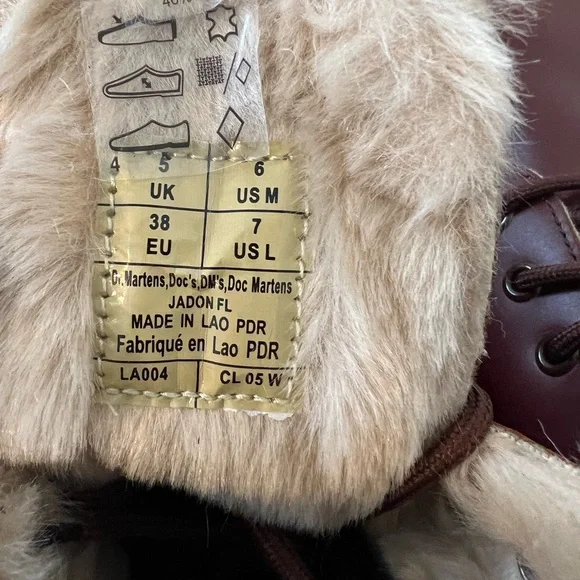 4 5 6
UK US M
38 7
EU US L
Dr.Martens,Doc's,DM's,Doc Martens
JADON FL
MADE IN LAO PDR
Fabriqué en Lao PDR
LA004 CL 05 W